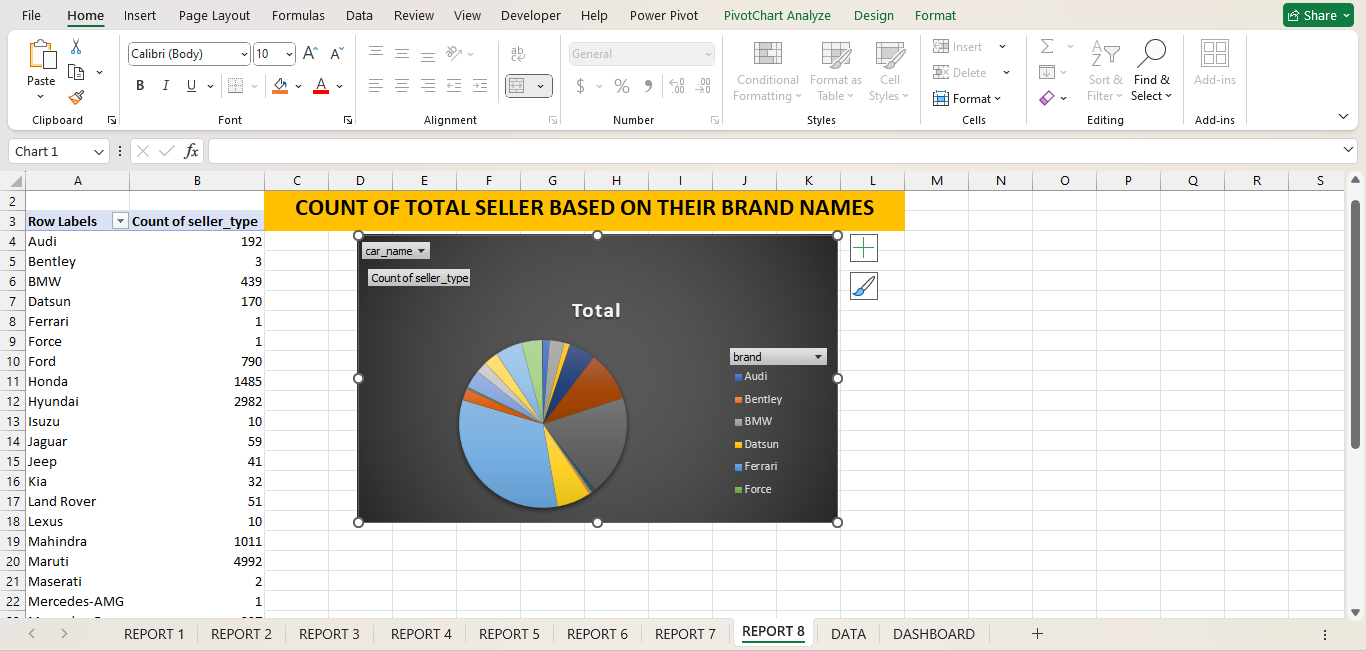 File Home Insert Page Layout Formulas Data Review View Developer Help Power Pivot PivotChart Analyze Design Format Share
Calibri (Body) 10 A A ab General Insert Σ A Z
Paste Conditional Format as Cell Delete Sort & Find & Add-ins
B I U A $ % Formatting Table Styles Format Filter Select
Clipboard Font Alignment Number Styles Cells Editing Add-ins
Chart 1 fx
A B C D E F G H I J K L M N O P Q R S
2 COUNT OF TOTAL SELLER BASED ON THEIR BRAND NAMES
3 Row Labels Count of seller_type
4 Audi 192
5 Bentley 3
6 BMW 439
7 Datsun 170
8 Ferrari 1
9 Force 1
10 Ford 790
11 Honda 1485
12 Hyundai 2982
13 Isuzu 10
14 Jaguar 59
15 Jeep 41
16 Kia 32
17 Land Rover 51
18 Lexus 10
19 Mahindra 1011
20 Maruti 4992
21 Maserati 2
22 Mercedes-AMG 1
car_name
Count of seller_type
Total
brand
Audi
Bentley
BMW
Datsun
Ferrari
Force
REPORT 1 REPORT 2 REPORT 3 REPORT 4 REPORT 5 REPORT 6 REPORT 7 REPORT 8 DATA DASHBOARD